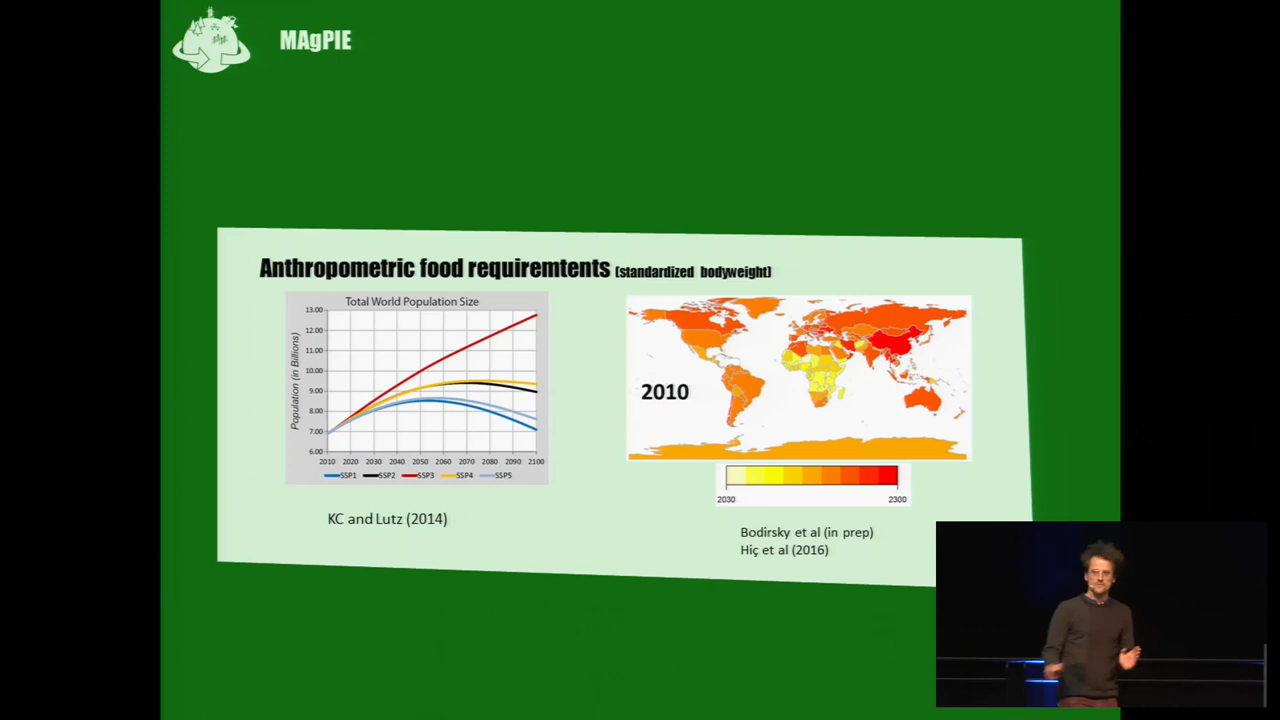 MAgPIE
Anthropometric food requiremtents (standardized bodyweight)
Total World Population Size
Population (in Billions)
13.00
12.00
11.00
10.00
9.00
8.00
7.00
6.00
2010 2020 2030 2040 2050 2060 2070 2080 2090 2100
SSP1 SSP2 SSP3 SSP4 SSP5
KC and Lutz (2014)
2010
2030 2300
Bodirsky et al (in prep)
Hiç et al (2016)